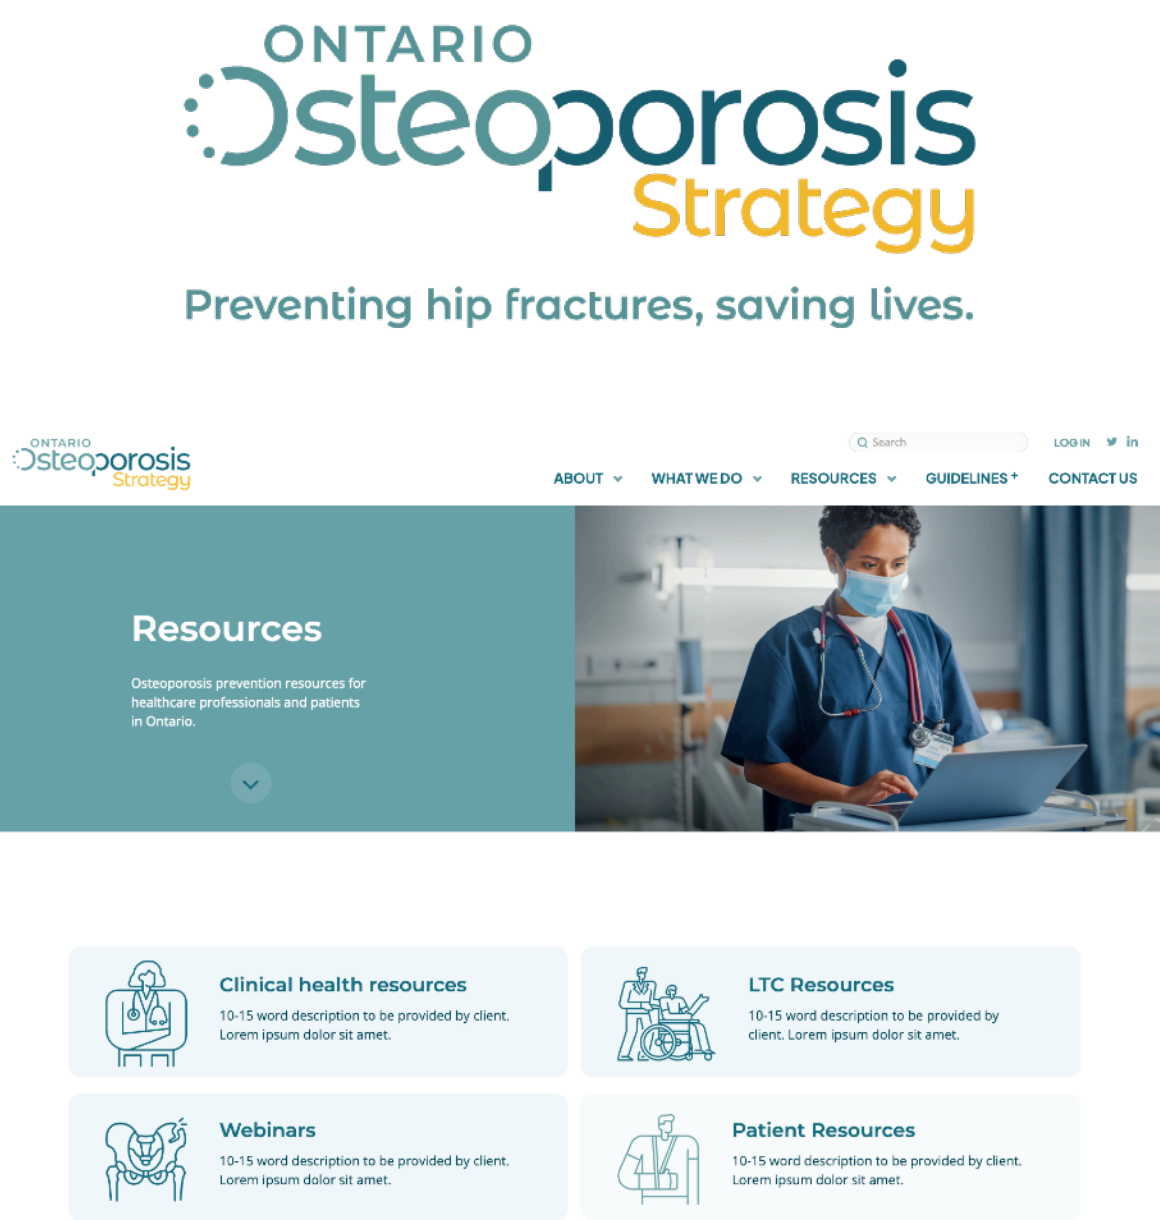 ONTARIO
Osteoporosis
Strategy
Preventing hip fractures, saving lives.
ONTARIO
Osteoporosis
Strategy
Search
LOG IN
ABOUT
WHAT WE DO
RESOURCES
GUIDELINES +
CONTACT US
Resources
Osteoporosis prevention resources for
healthcare professionals and patients
in Ontario.
Clinical health resources
10-15 word description to be provided by client.
Lorem ipsum dolor sit amet.
LTC Resources
10-15 word description to be provided by
client. Lorem ipsum dolor sit amet.
Webinars
10-15 word description to be provided by client.
Lorem ipsum dolor sit amet.
Patient Resources
10-15 word description to be provided by client.
Lorem ipsum dolor sit amet.